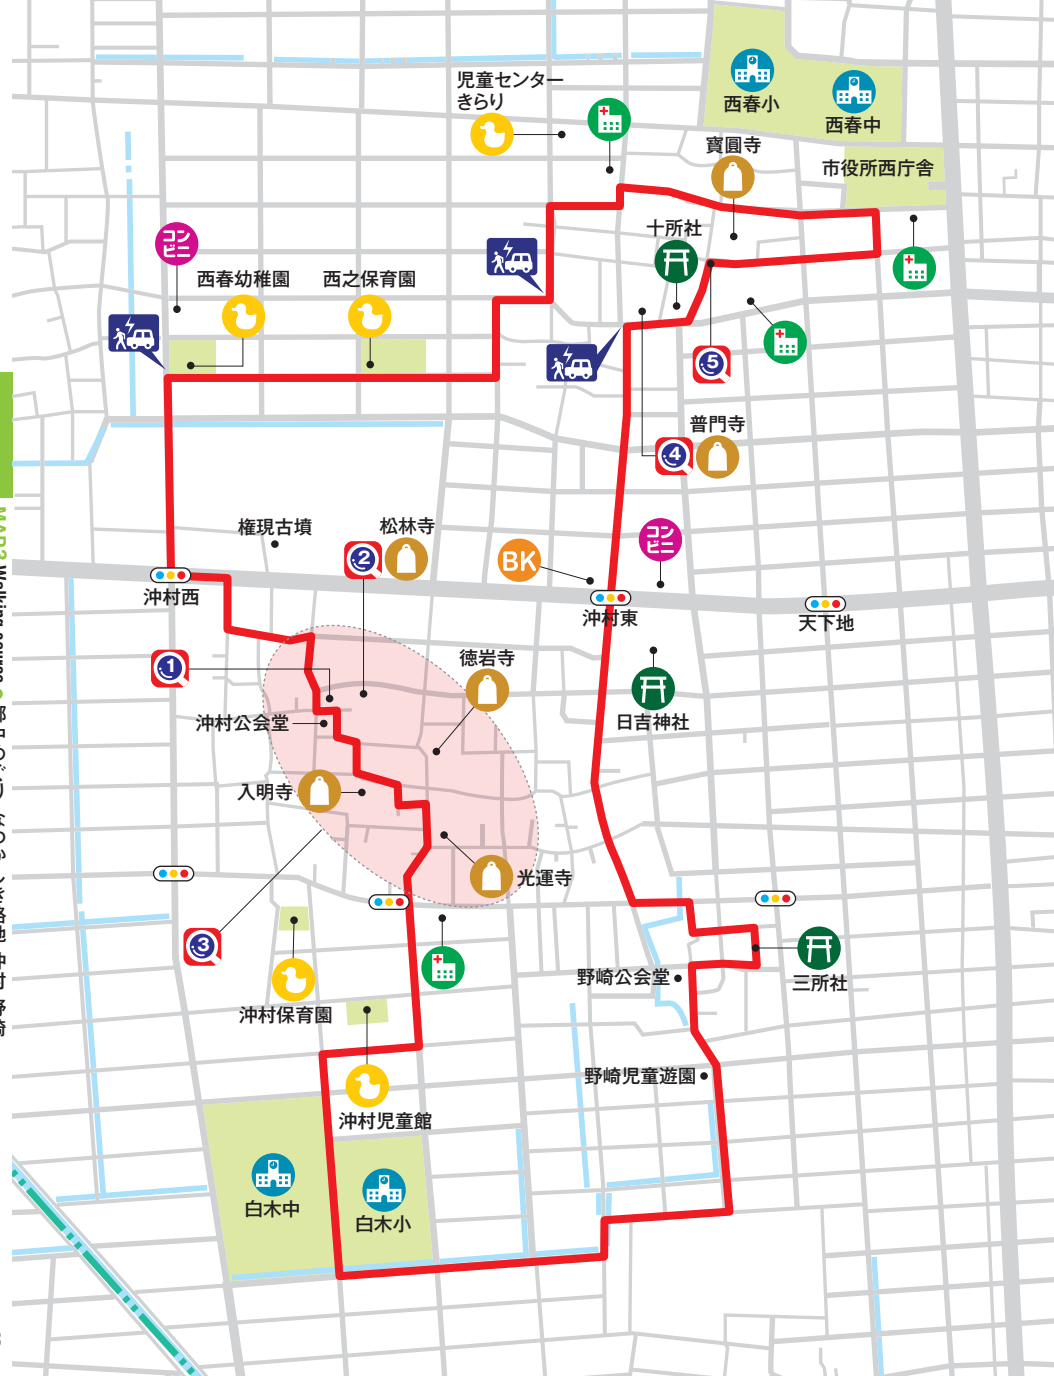 児童センター
きらり
西春小
西春中
寳圓寺
市役所西庁舎
十所社
コン
ビニ
西春幼稚園
西之保育園
5
普門寺
4
権現古墳
松林寺
2
BK
コン
ビニ
沖村西
沖村東
天下地
1
徳岩寺
沖村公会堂
日吉神社
入明寺
光運寺
3
野崎公会堂
三所社
沖村保育園
野崎児童遊園
沖村児童館
白木中
白木小